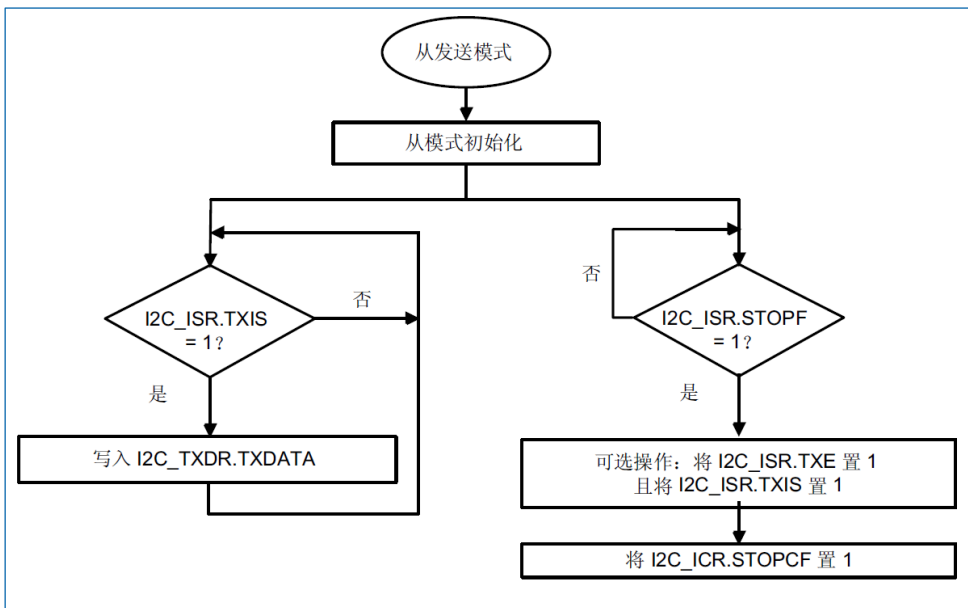 从发送模式
从模式初始化
否
I2C_ISR.TXIS
= 1？
是
写入 I2C_TXDR.TXDATA
否
I2C_ISR.STOPF
= 1？
是
可选操作：将 I2C_ISR.TXE 置 1
且将 I2C_ISR.TXIS 置 1
将 I2C_ICR.STOPCF 置 1